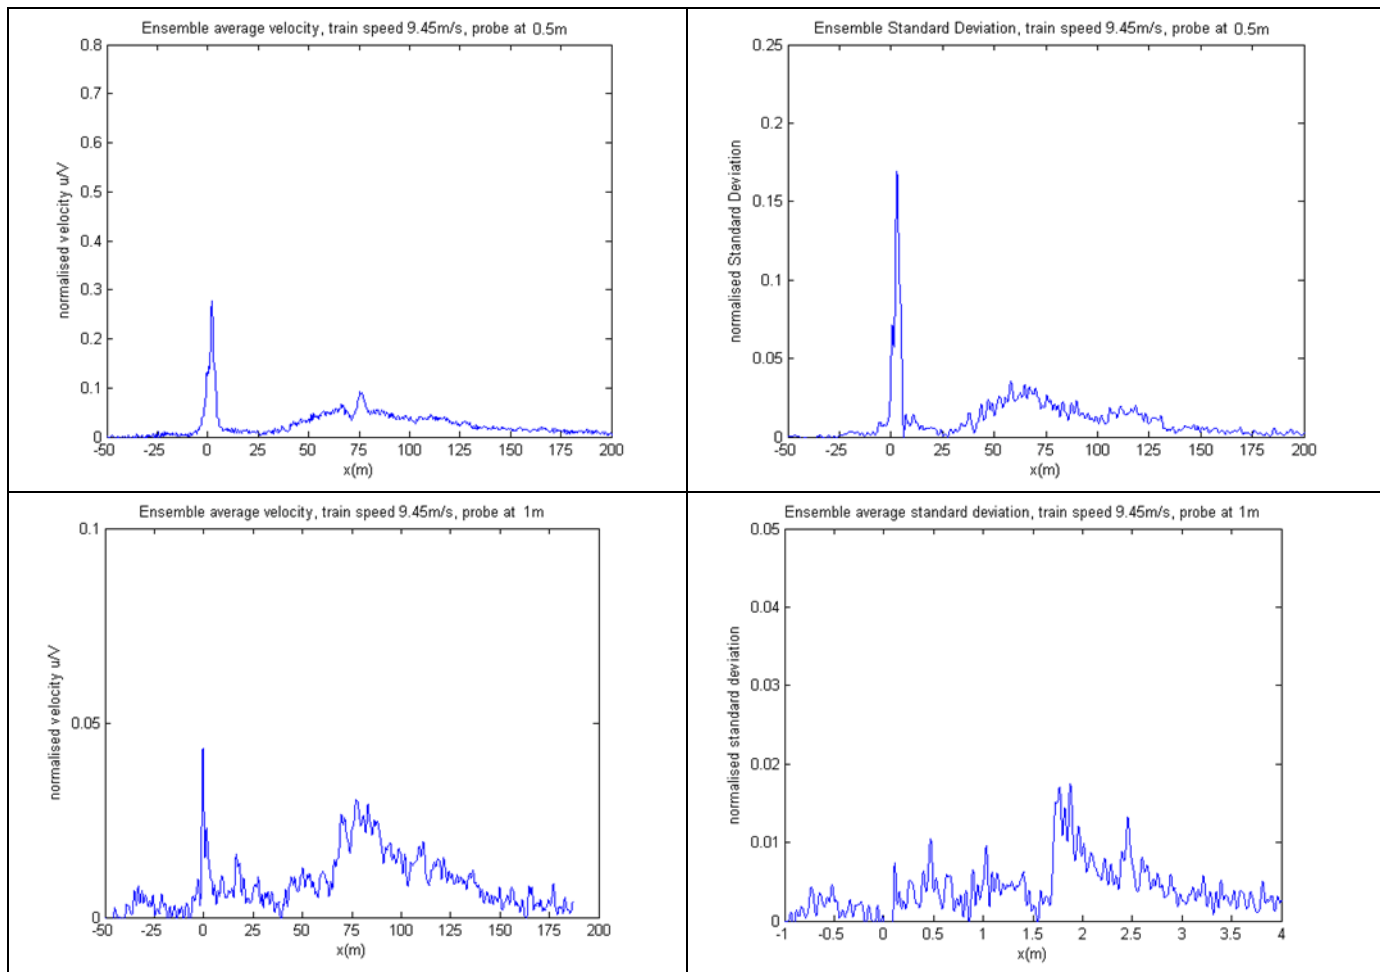 Ensemble average velocity, train speed 9.45m/s, probe at 0.5m
0.8
0.7
0.6
0.5
0.4
0.3
0.2
0.1
0
normalised velocity u/V
-50 -25 0 25 50 75 100 125 150 175 200
x(m)
Ensemble Standard Deviation, train speed 9.45m/s, probe at 0.5m
0.25
0.2
0.15
0.1
0.05
0
normalised Standard Deviation
-50 -25 0 25 50 75 100 125 150 175 200
x(m)
Ensemble average velocity, train speed 9.45m/s, probe at 1m
0.1
0.05
0
normalised velocity u/V
-50 -25 0 25 50 75 100 125 150 175 200
x(m)
Ensemble average standard deviation, train speed 9.45m/s, probe at 1m
0.05
0.04
0.03
0.02
0.01
0
normalised standard deviation
-1 -0.5 0 0.5 1 1.5 2 2.5 3 3.5 4
x(m)